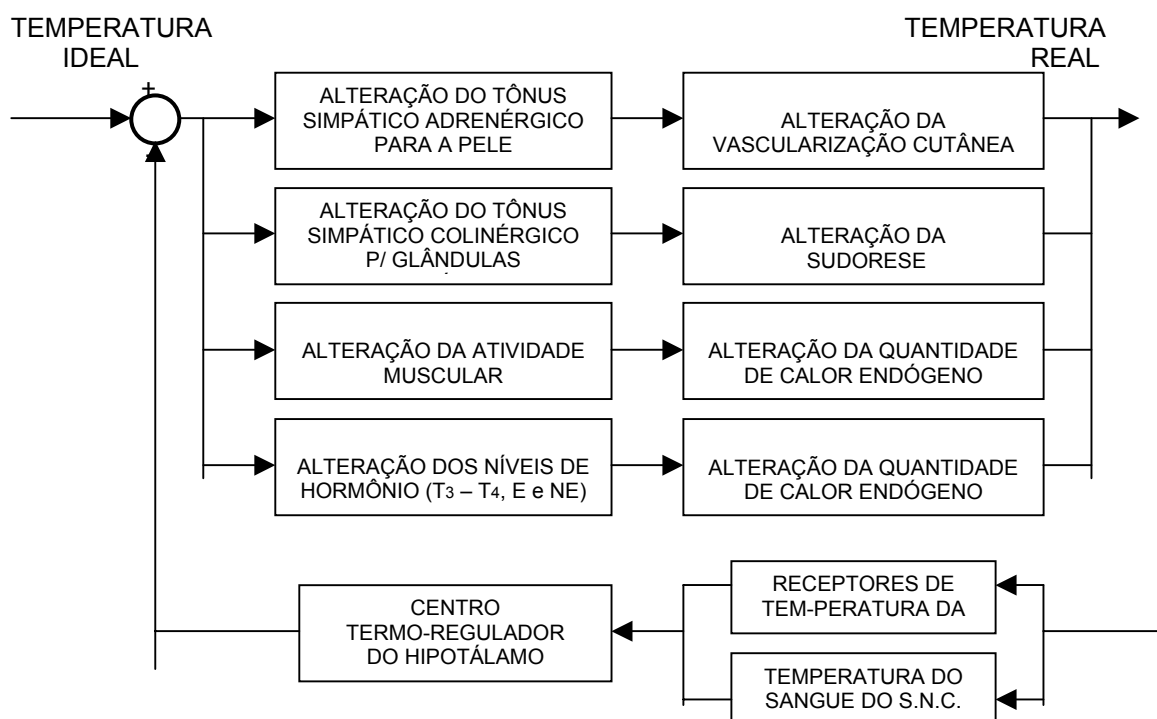 TEMPERATURA
IDEAL
TEMPERATURA
REAL
+
-
ALTERAÇÃO DO TÔNUS
SIMPÁTICO ADRENÉRGICO
PARA A PELE
ALTERAÇÃO DA
VASCULARIZAÇÃO CUTÂNEA
ALTERAÇÃO DO TÔNUS
SIMPÁTICO COLINÉRGICO
P/ GLÂNDULAS
ALTERAÇÃO DA
SUDORESE
ALTERAÇÃO DA ATIVIDADE
MUSCULAR
ALTERAÇÃO DA QUANTIDADE
DE CALOR ENDÓGENO
ALTERAÇÃO DOS NÍVEIS DE
HORMÔNIO (T3 – T4, E e NE)
ALTERAÇÃO DA QUANTIDADE
DE CALOR ENDÓGENO
CENTRO
TERMO-REGULADOR
DO HIPOTÁLAMO
RECEPTORES DE
TEM-PERATURA DA
TEMPERATURA DO
SANGUE DO S.N.C.